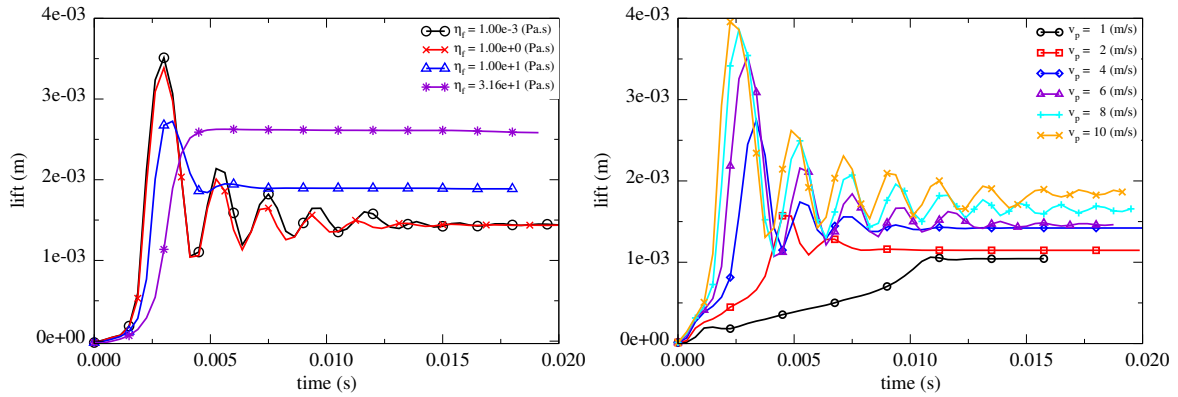 4e-03
3e-03
2e-03
1e-03
0e+00
lift (m)
η_f = 1.00e-3 (Pa.s)
η_f = 1.00e+0 (Pa.s)
η_f = 1.00e+1 (Pa.s)
η_f = 3.16e+1 (Pa.s)
0.000 0.005 0.010 0.015 0.020
time (s)
4e-03
3e-03
2e-03
1e-03
0e+00
lift (m)
v_p = 1 (m/s)
v_p = 2 (m/s)
v_p = 4 (m/s)
v_p = 6 (m/s)
v_p = 8 (m/s)
v_p = 10 (m/s)
0.000 0.005 0.010 0.015 0.020
time (s)